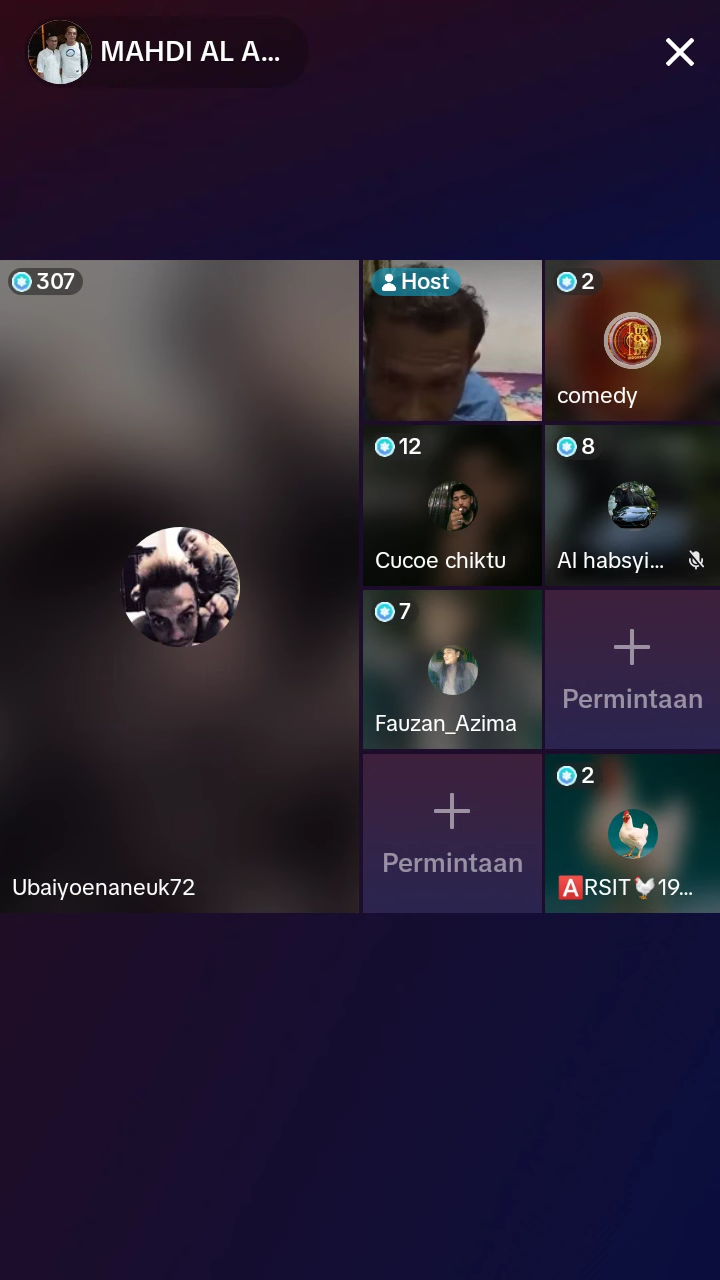 MAHDI AL A...
307
Host
2
comedy
12
Cucoe chiktu
8
Al habsyi...
7
Fauzan_Azima
Permintaan
Permintaan
2
🅰️RSIT🐓19...
Ubaiyoenaneuk72